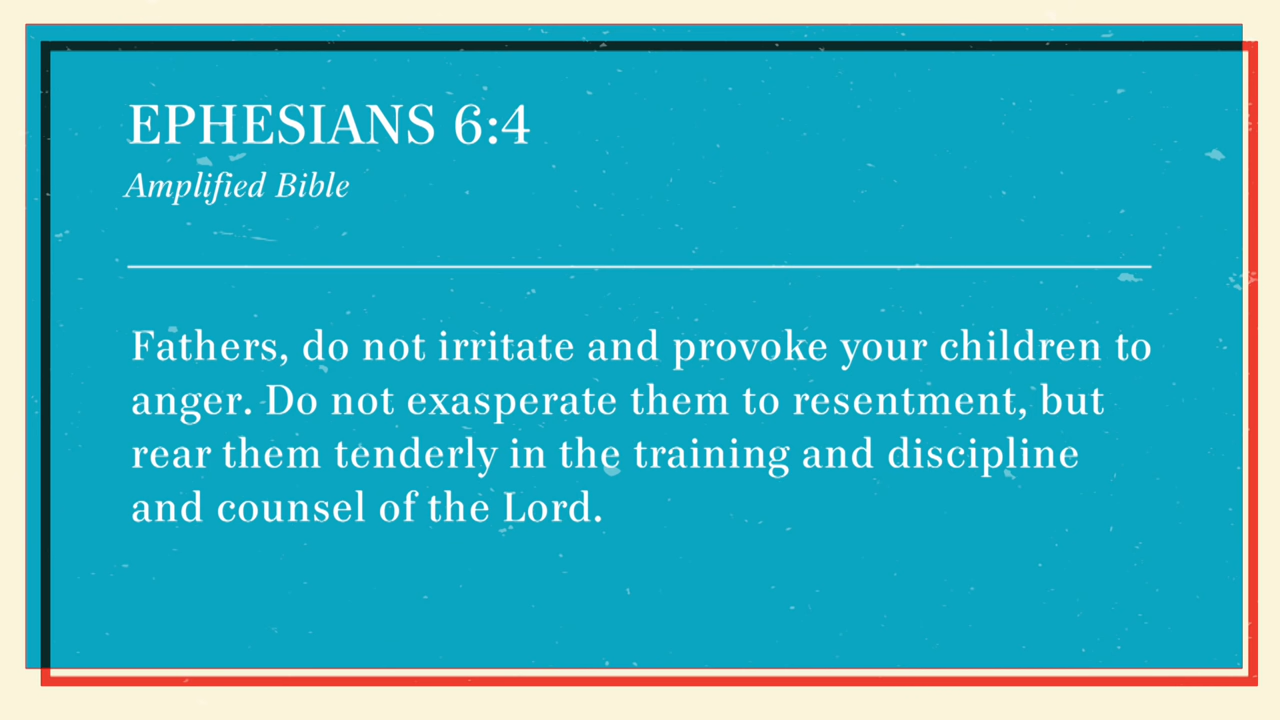 EPHESIANS 6:4
Amplified Bible
Fathers, do not irritate and provoke your children to
anger. Do not exasperate them to resentment, but
rear them tenderly in the training and discipline
and counsel of the Lord.